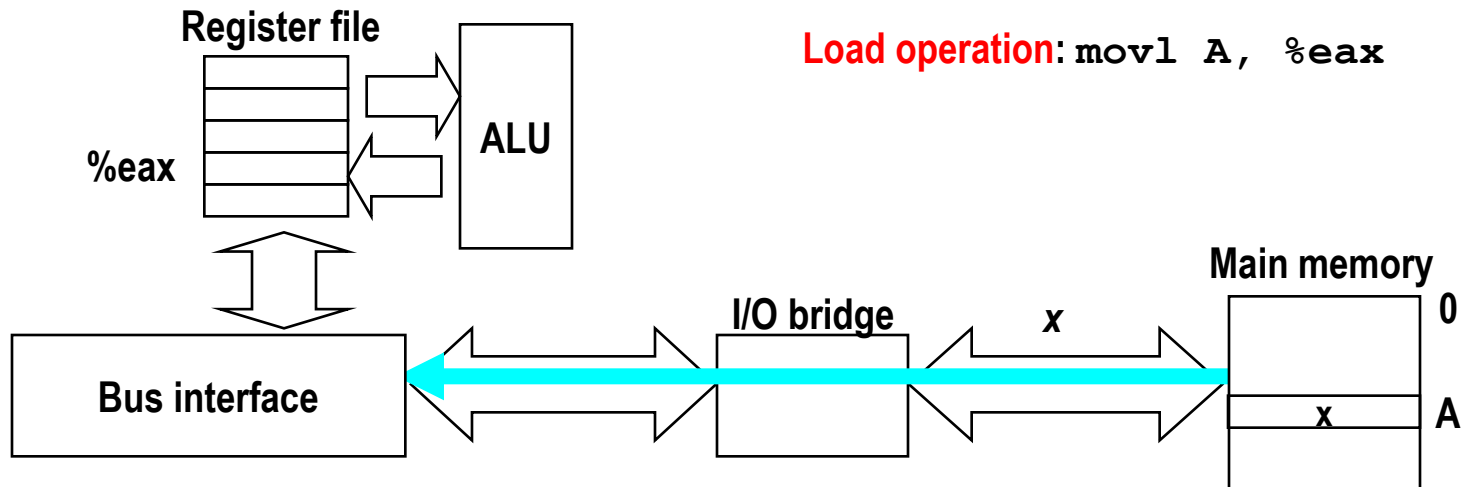 Register file
Load operation: movl A, %eax
ALU
%eax
Main memory
0
I/O bridge
x
Bus interface
x
A